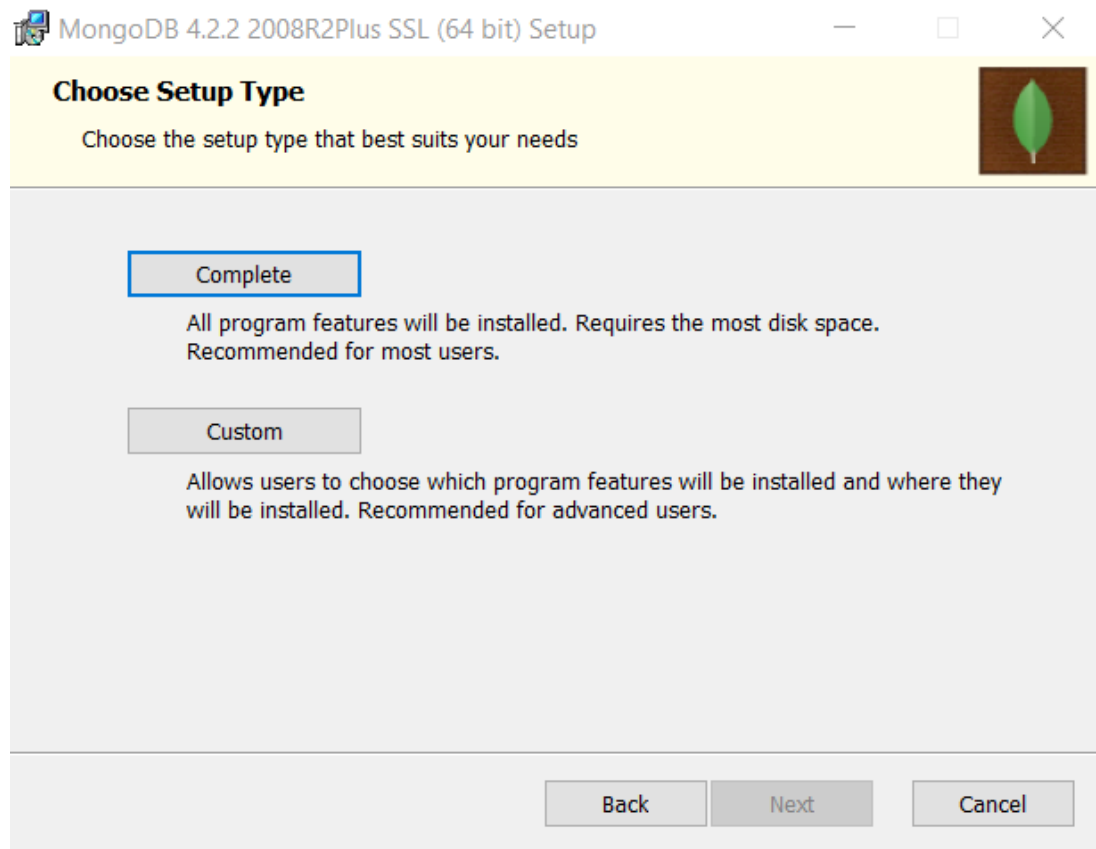 MongoDB 4.2.2 2008R2Plus SSL (64 bit) Setup
Choose Setup Type
Choose the setup type that best suits your needs
Complete
All program features will be installed. Requires the most disk space.
Recommended for most users.
Custom
Allows users to choose which program features will be installed and where they
will be installed. Recommended for advanced users.
Back
Next
Cancel